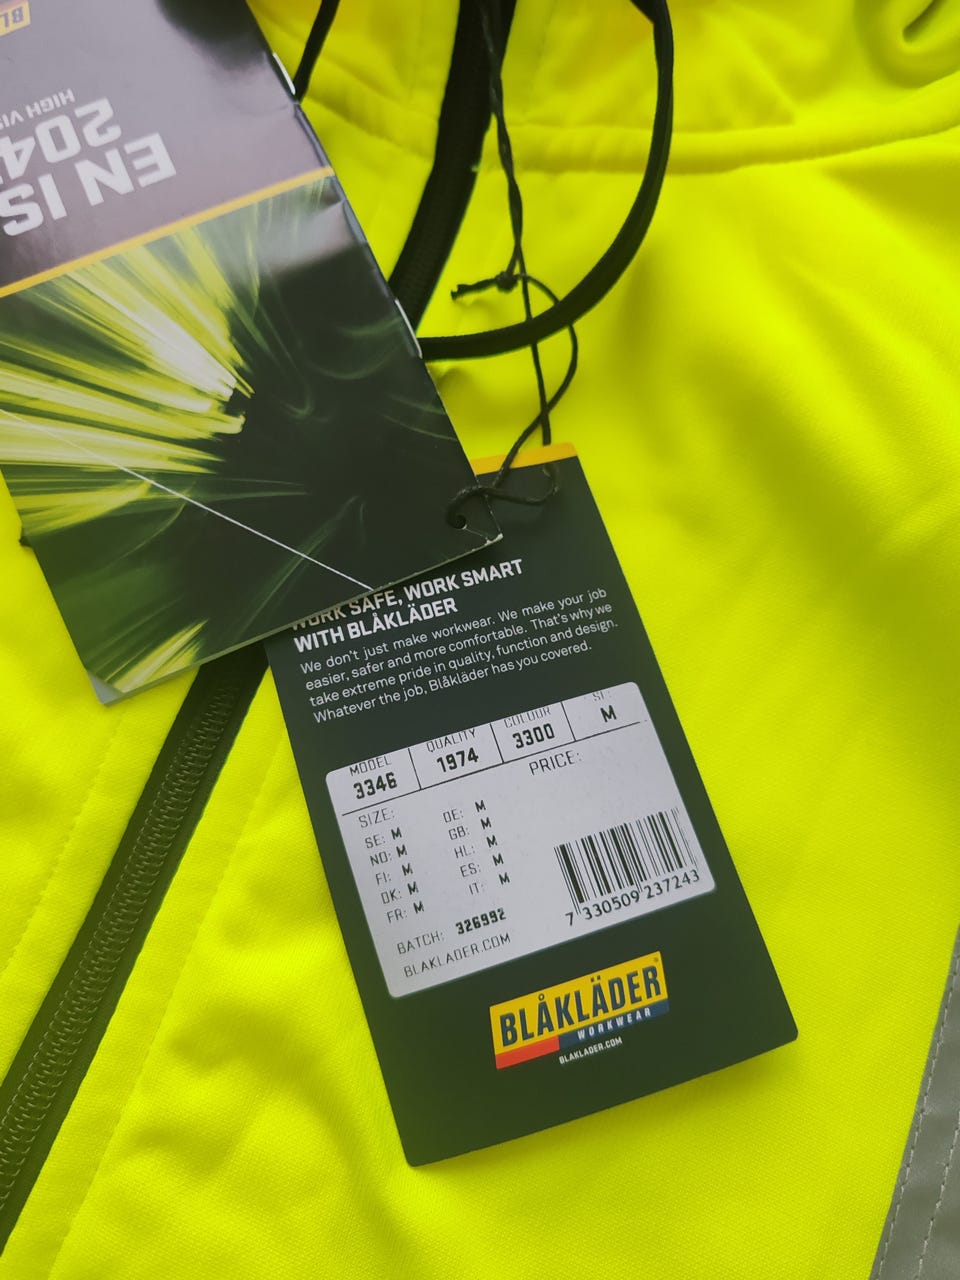 BLÅ
EN IS
204
HIGH VIS
WORK SAFE, WORK SMART
WITH BLÅKLÄDER
We don't just make workwear. We make your job
easier, safer and more comfortable. That's why we
take extreme pride in quality, function and design.
Whatever the job, Blåkläder has you covered.
MODEL QUALITY COLOUR SE:
3346 1974 3300 M
PRICE:
SIZE:
SE: M DE: M
NO: M GB: M
FI: M HL: M
DK: M ES: M
FR: M IT: M
BATCH: 326992
BLAKLADER.COM
7 330509 237243
BLÅKLÄDER
WORKWEAR
BLAKLADER.COM